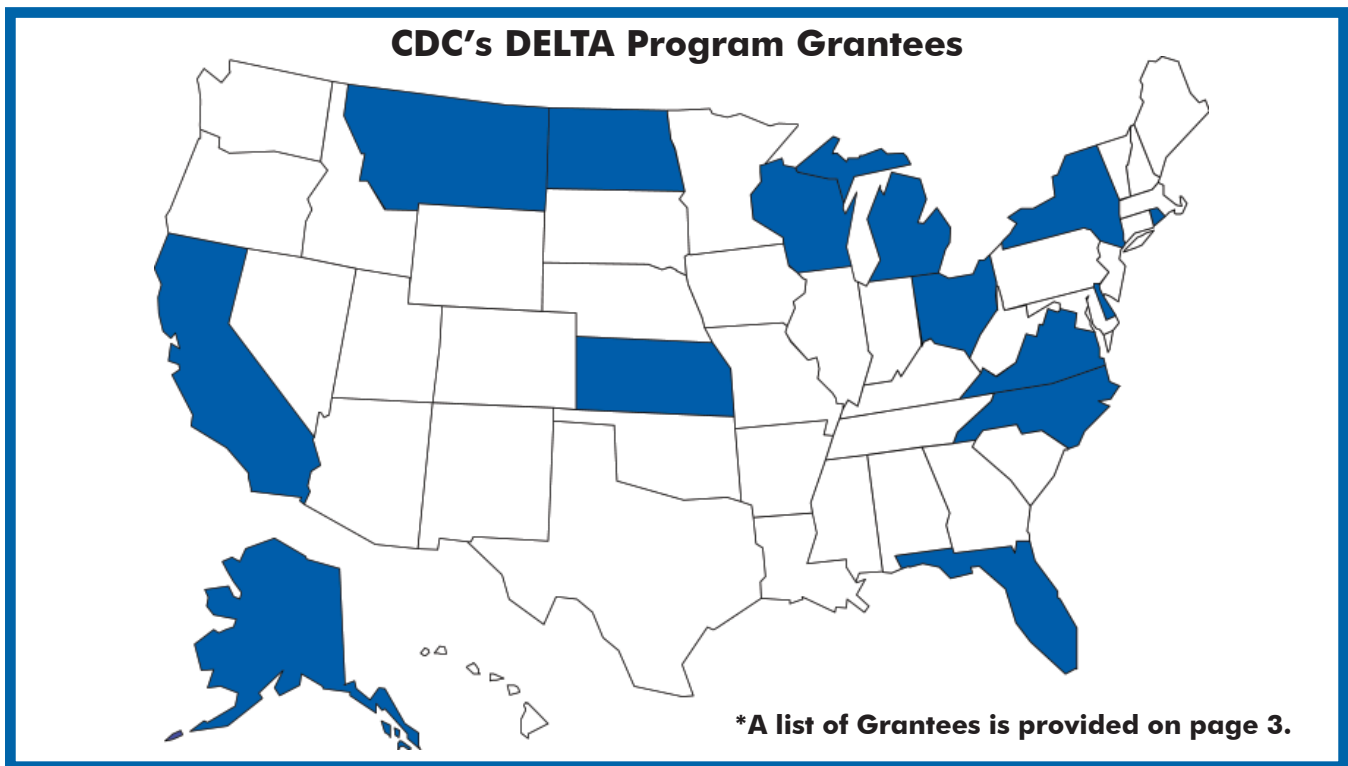 CDC’s DELTA Program Grantees
*A list of Grantees is provided on page 3.